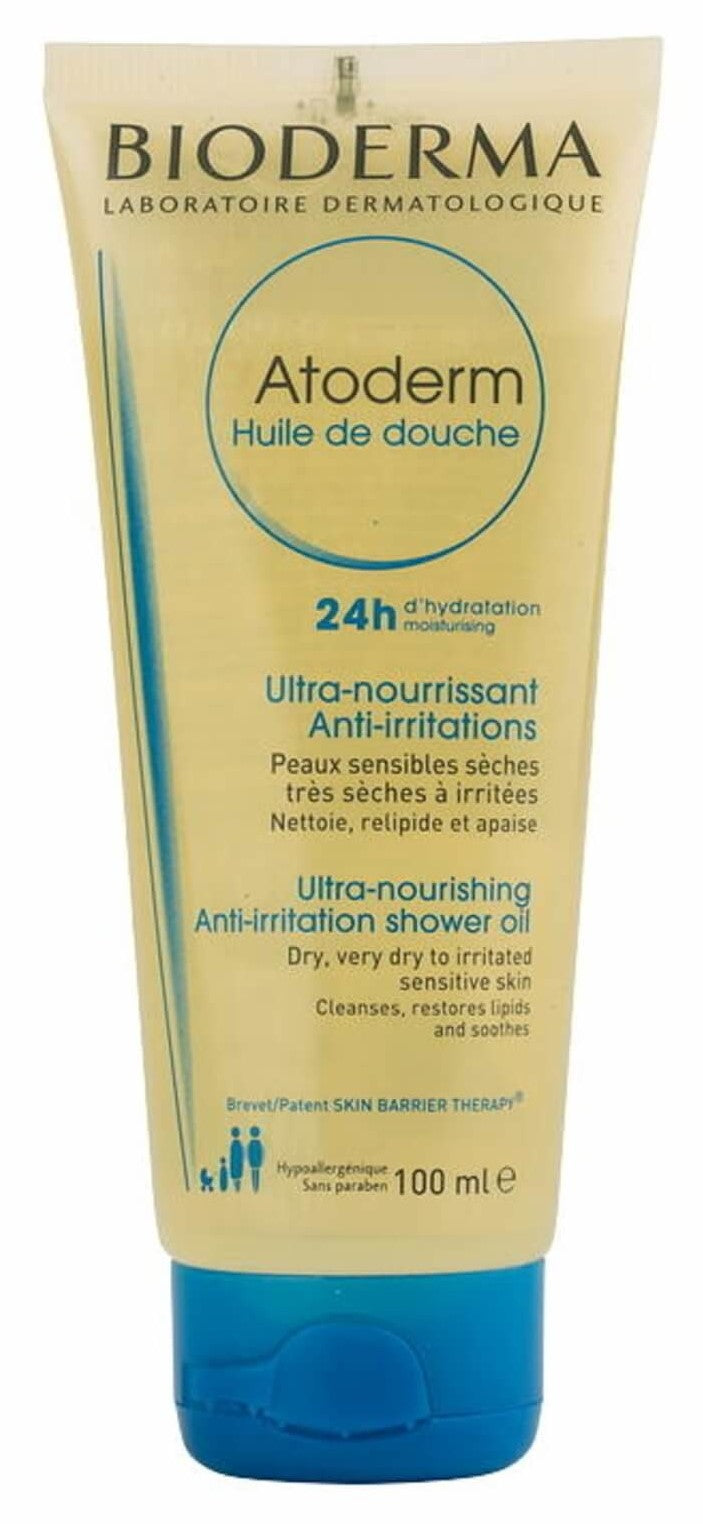 BIODERMA
LABORATOIRE DERMATOLOGIQUE
Atoderm
Huile de douche
24h d'hydratation
moisturising
Ultra-nourrissant
Anti-irritations
Peaux sensibles sèches
très sèches à irritées
Nettoie, relipide et apaise
Ultra-nourishing
Anti-irritation shower oil
Dry, very dry to irritated
sensitive skin
Cleanses, restores lipids
and soothes
Brevet/Patent SKIN BARRIER THERAPY®
Hypoallergénique
Sans paraben 100 ml e